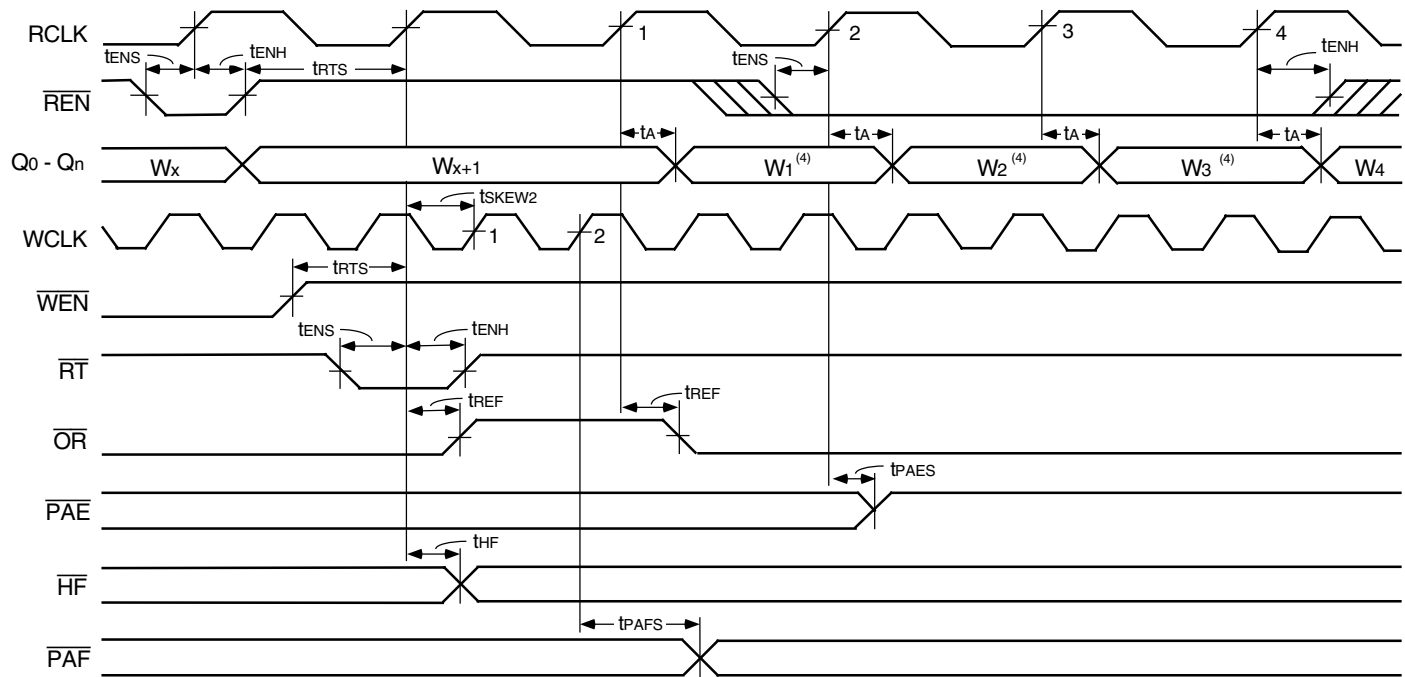 RCLK 1 2 3 4
tENS tENH tRTS tENS tENH
REN
tA tA tA tA
Q0 - Qn Wx Wx+1 W1(4) W2(4) W3(4) W4
tSKEW2
WCLK 1 2
tRTS
WEN
tENS tENH
RT
tREF tREF
OR
tPAES
PAE
tHF
HF
tPAFS
PAF